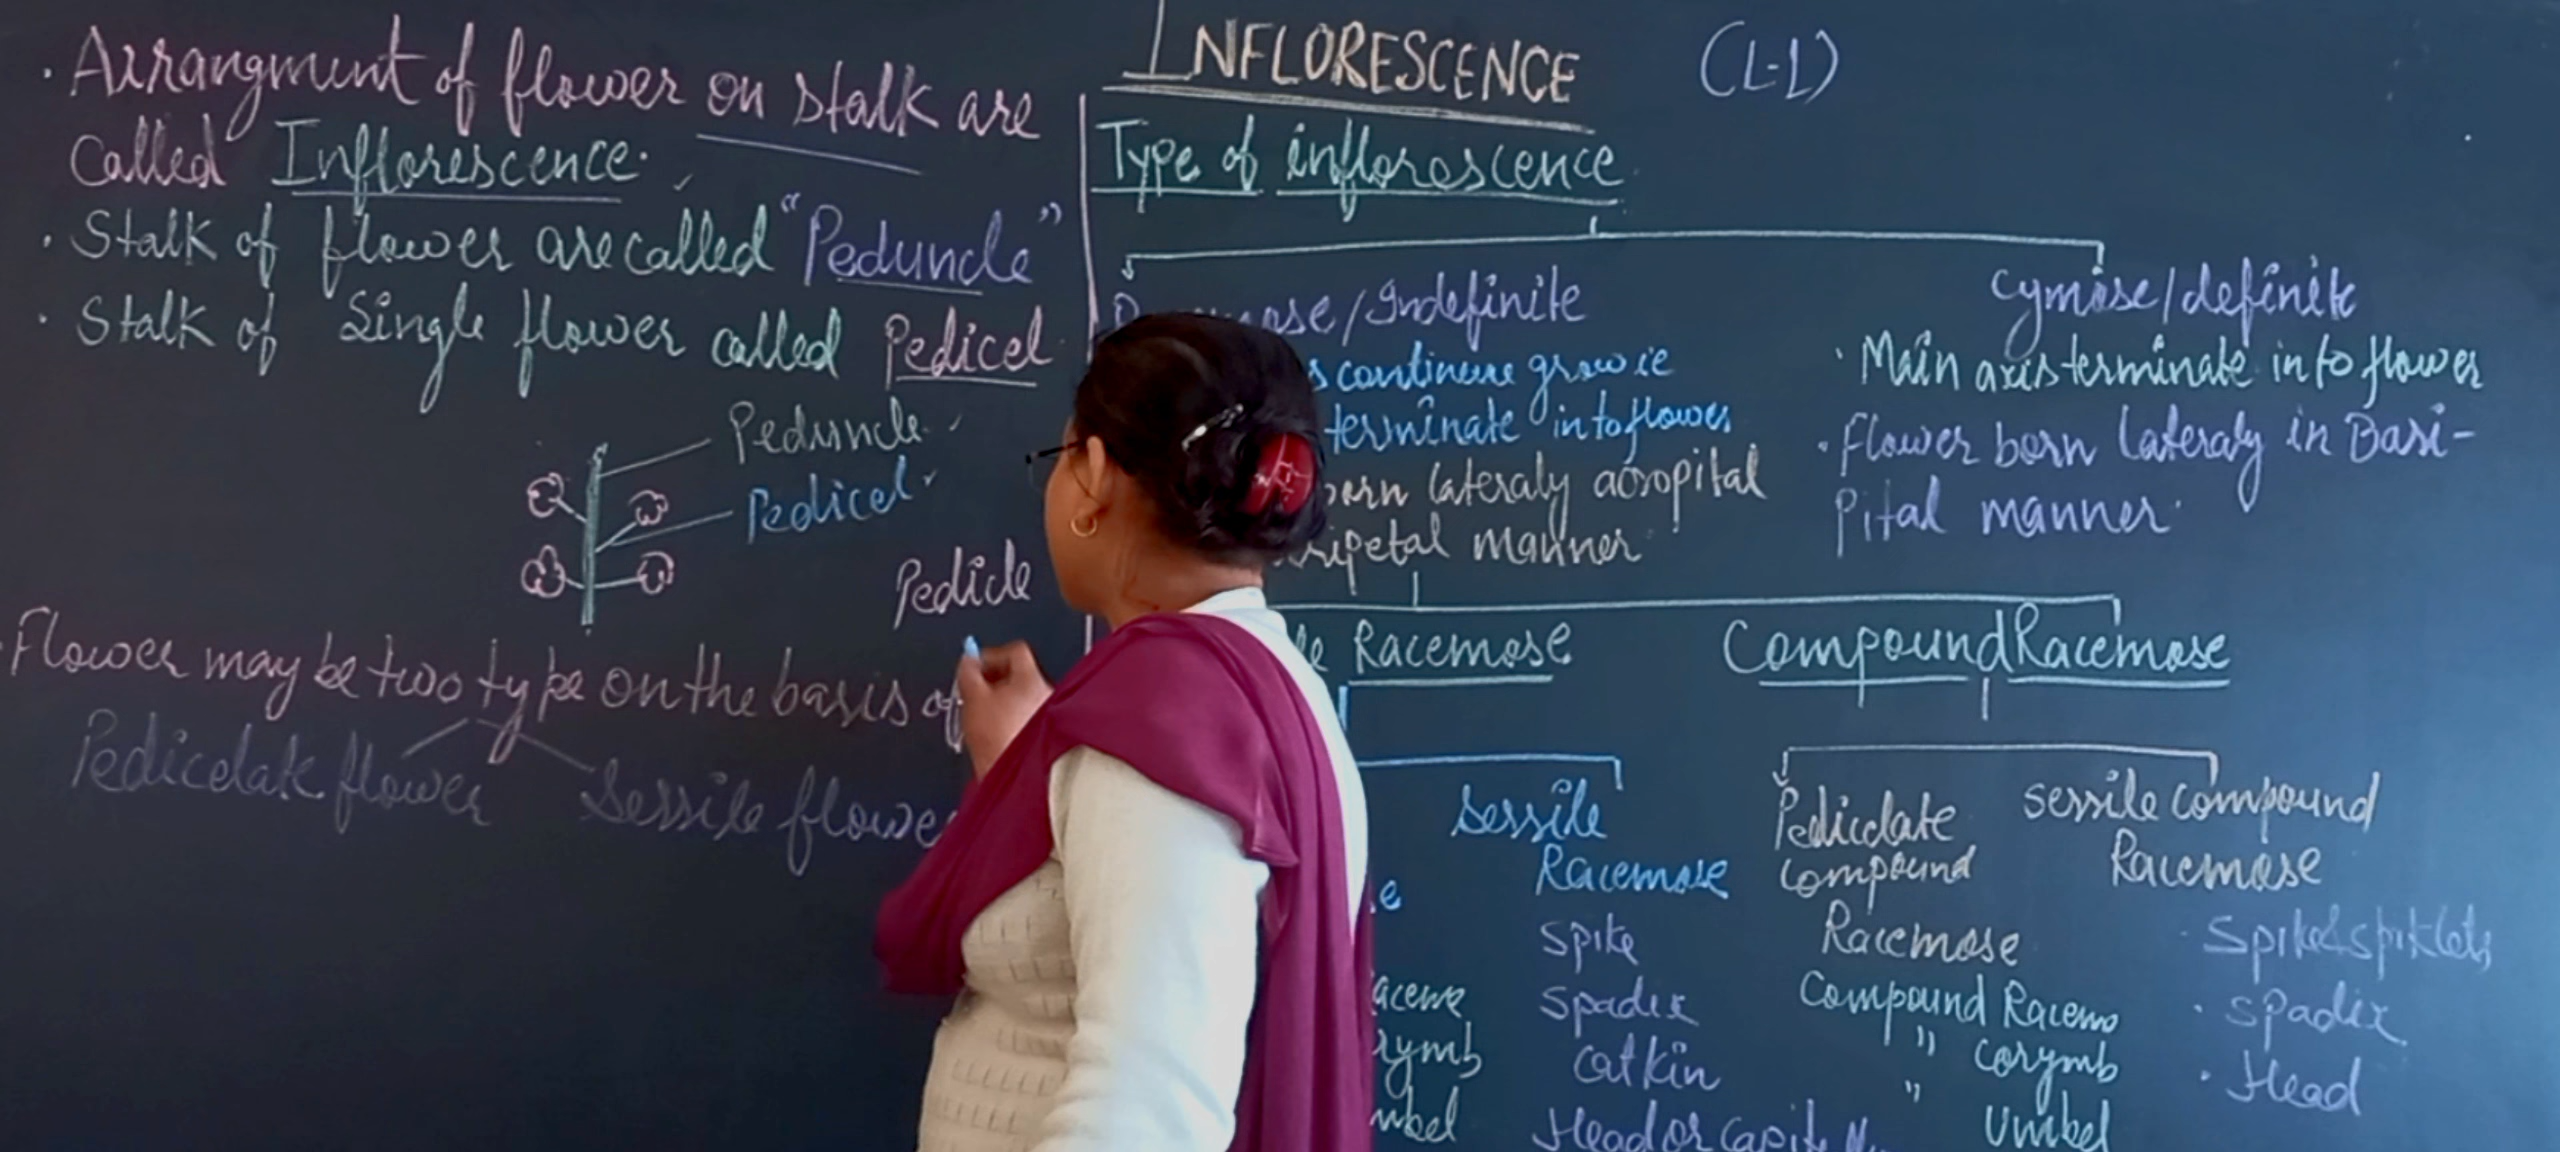 · Arrangment of flower on stalk are
called Inflorescence.
· Stalk of flower are called "Peduncle"
· Stalk of Single flower called Pedicel
Peduncle
Pedicel
Pedicle
· Flower may be two type on the basis of
Pedicelate flower Sessile flower
INFLORESCENCE (L-1)
Type of inflorescence
/Indefinite
continue grow ie
terminate into flower
born lateraly acropital
manner
Racemose
sessile
Racemose
spike
spadix
catkin
Head or
Cymose/definite
· Main axis terminate into flower
· Flower born lateraly in Basi-
Pital manner.
Compound Racemose
Pedicelate
compound
Racemose
Compound Racemo
" corymb
" Umbel
sessile compound
Racemose
· Spike & spiklets
· spadix
· Head